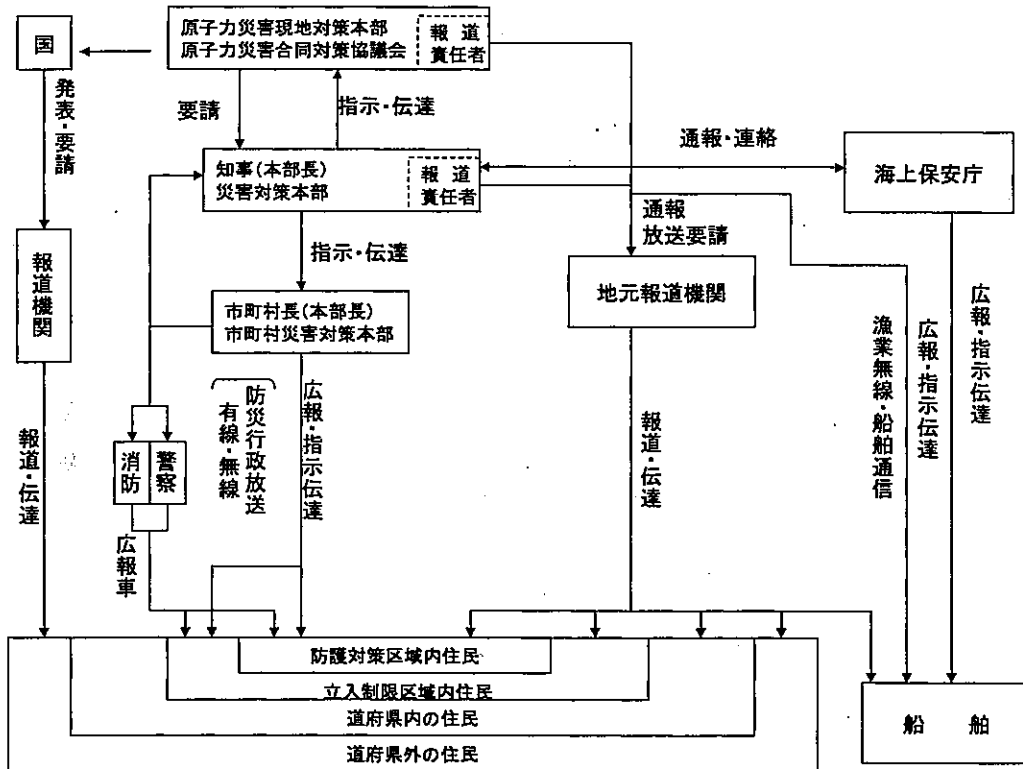 国
原子力災害現地対策本部
原子力災害合同対策協議会
報 道
責任者
発表・要請
要請
指示・伝達
知事(本部長)
災害対策本部
報 道
責任者
通報・連絡
海上保安庁
通報
放送要請
指示・伝達
報道機関
市町村長(本部長)
市町村災害対策本部
地元報道機関
報道・伝達
消防
警察
広報車
(有線・無線
防災行政放送
広報・指示伝達
報道・伝達
漁業無線・船舶通信
広報・指示伝達
広報・指示伝達
防護対策区域内住民
立入制限区域内住民
道府県内の住民
道府県外の住民
船 舶